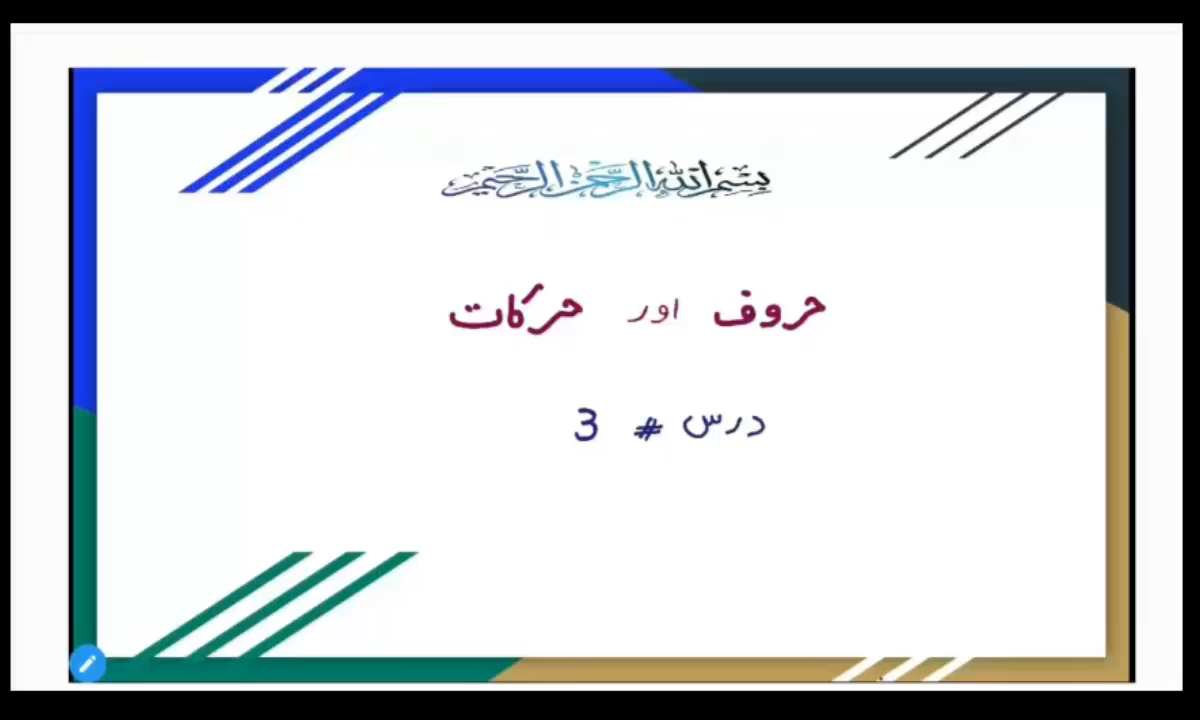 بسم الله الرحمن الرحيم
حروف اور حرکات
درس # 3